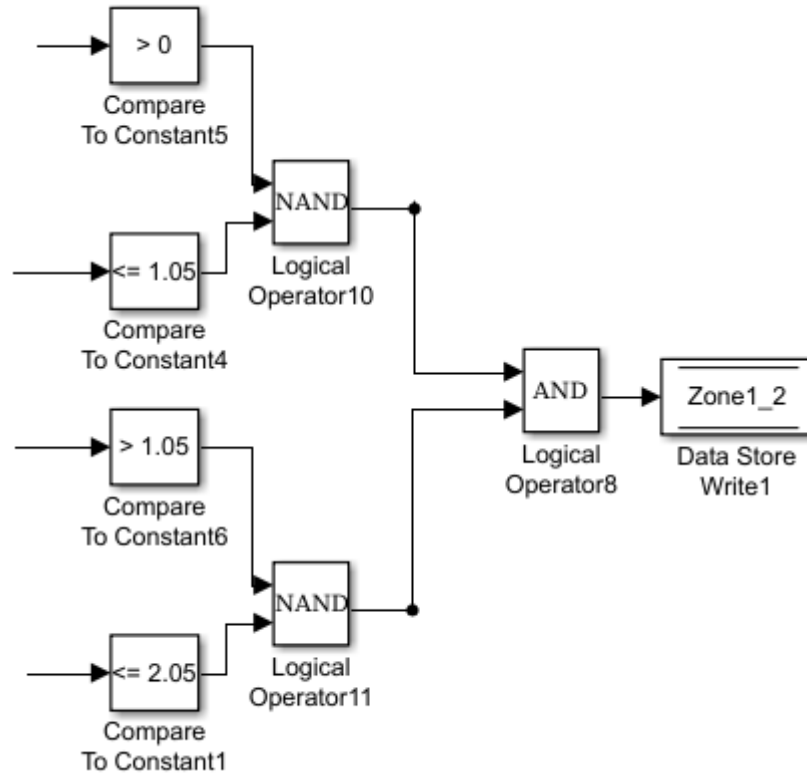 > 0
Compare
To Constant5
NAND
Logical
Operator10
<= 1.05
Compare
To Constant4
AND
Logical
Operator8
Zone1_2
Data Store
Write1
> 1.05
Compare
To Constant6
NAND
Logical
Operator11
<= 2.05
Compare
To Constant1